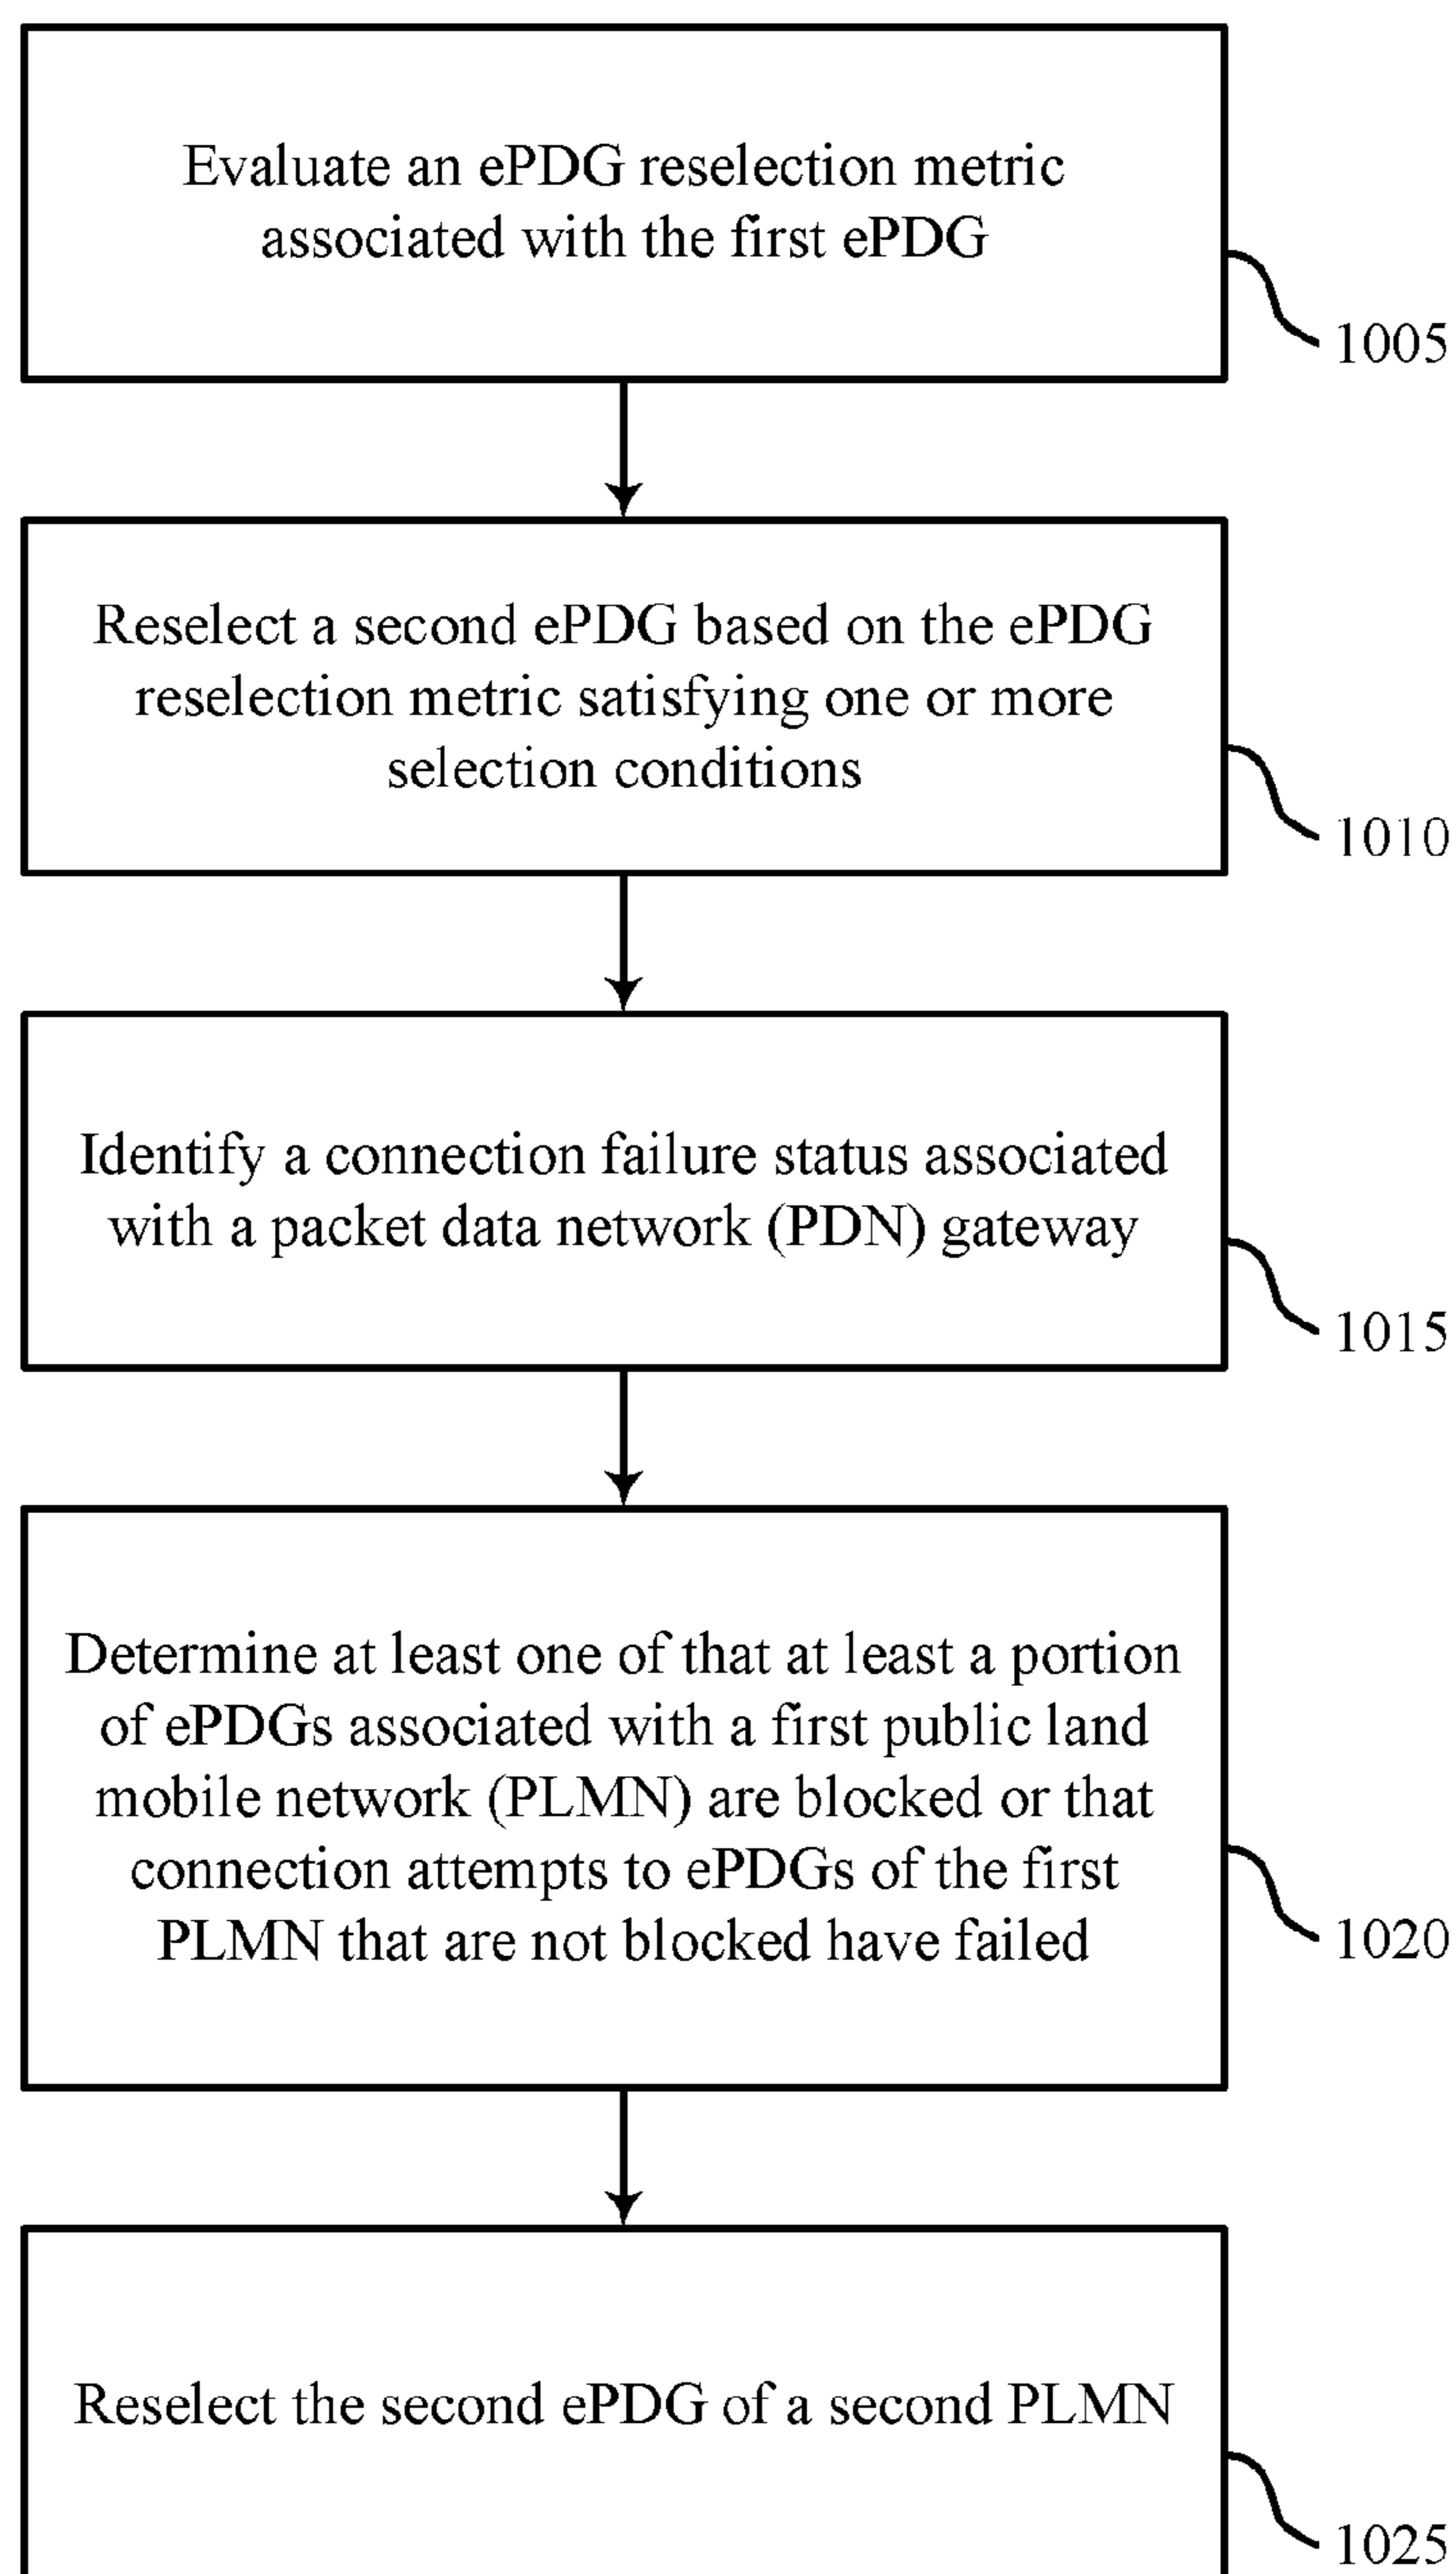 Evaluate an ePDG reselection metric
associated with the first ePDG
1005
Reselect a second ePDG based on the ePDG
reselection metric satisfying one or more
selection conditions
1010
Identify a connection failure status associated
with a packet data network (PDN) gateway
1015
Determine at least one of that at least a portion
of ePDGs associated with a first public land
mobile network (PLMN) are blocked or that
connection attempts to ePDGs of the first
PLMN that are not blocked have failed
1020
Reselect the second ePDG of a second PLMN
1025